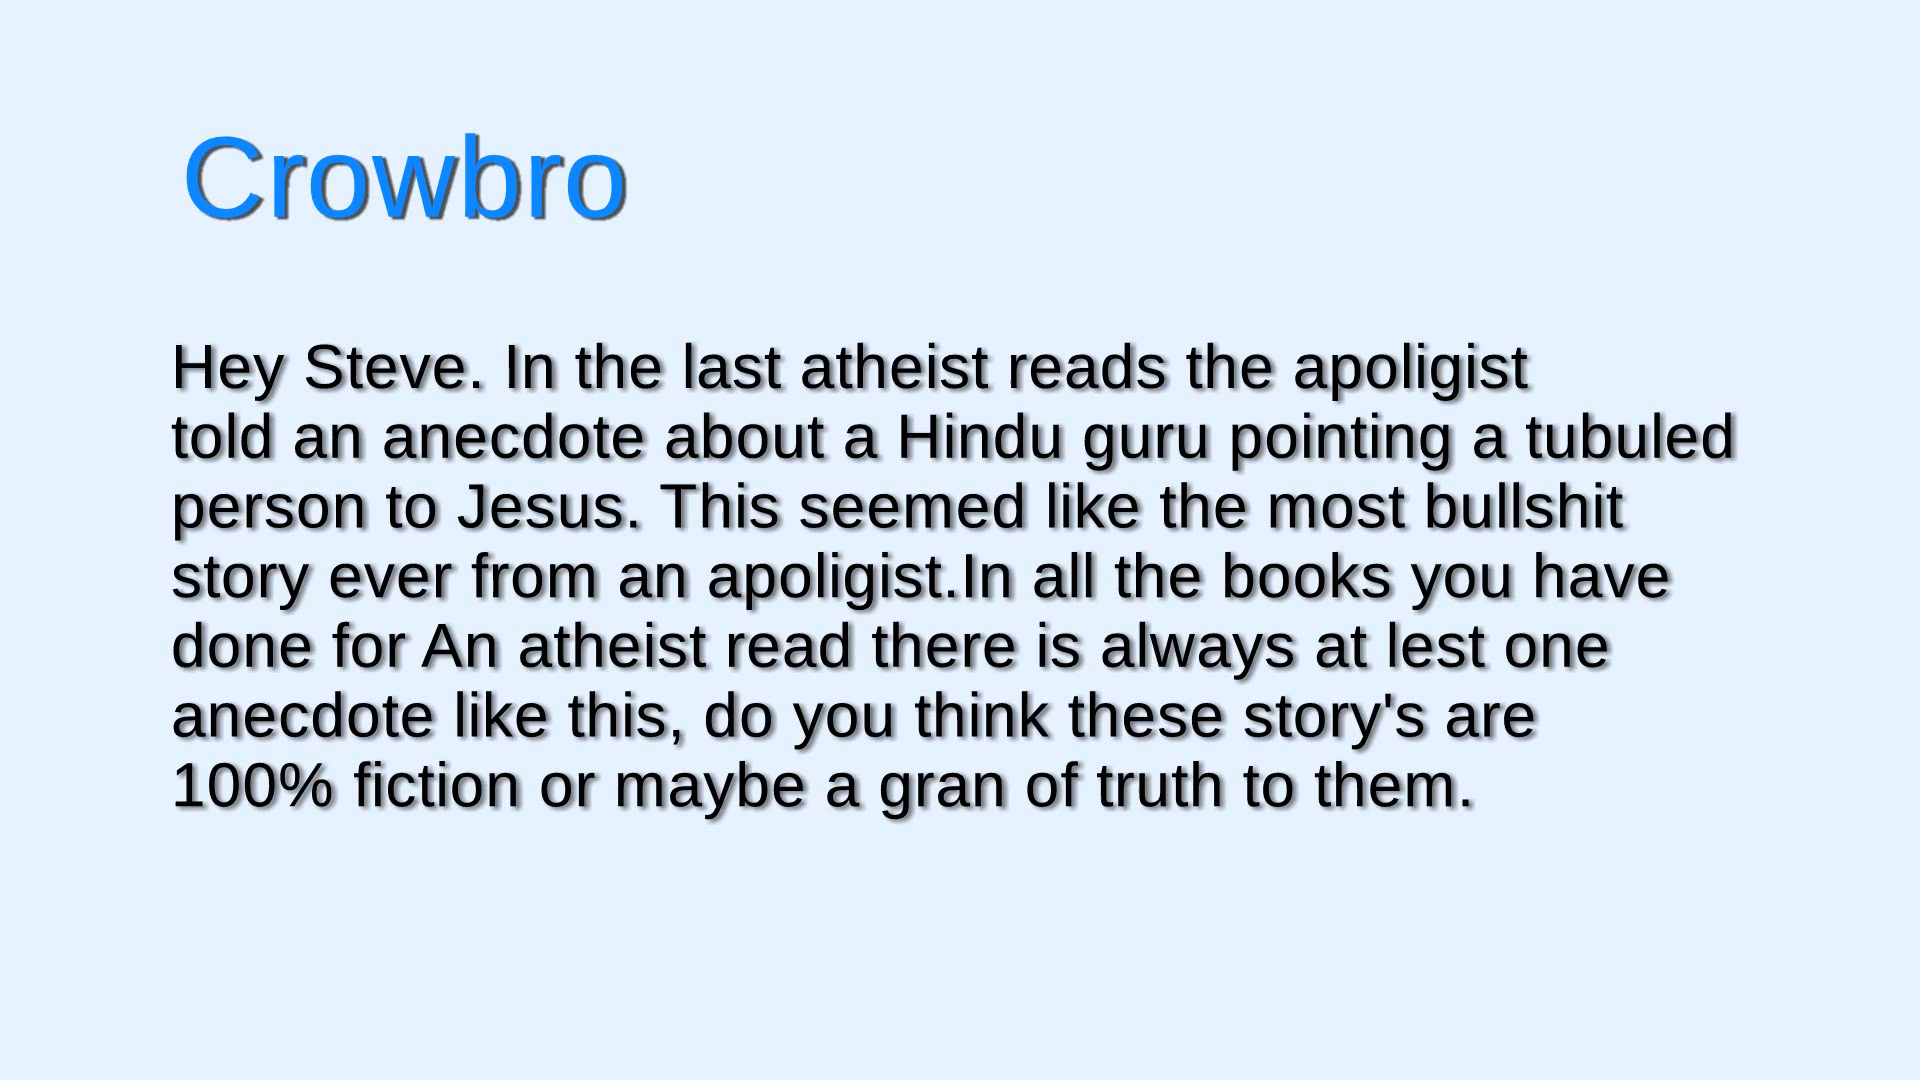 Crowbro
Hey Steve. In the last atheist reads the apoligist
told an anecdote about a Hindu guru pointing a tubuled
person to Jesus. This seemed like the most bullshit
story ever from an apoligist.In all the books you have
done for An atheist read there is always at lest one
anecdote like this, do you think these story's are
100% fiction or maybe a gran of truth to them.